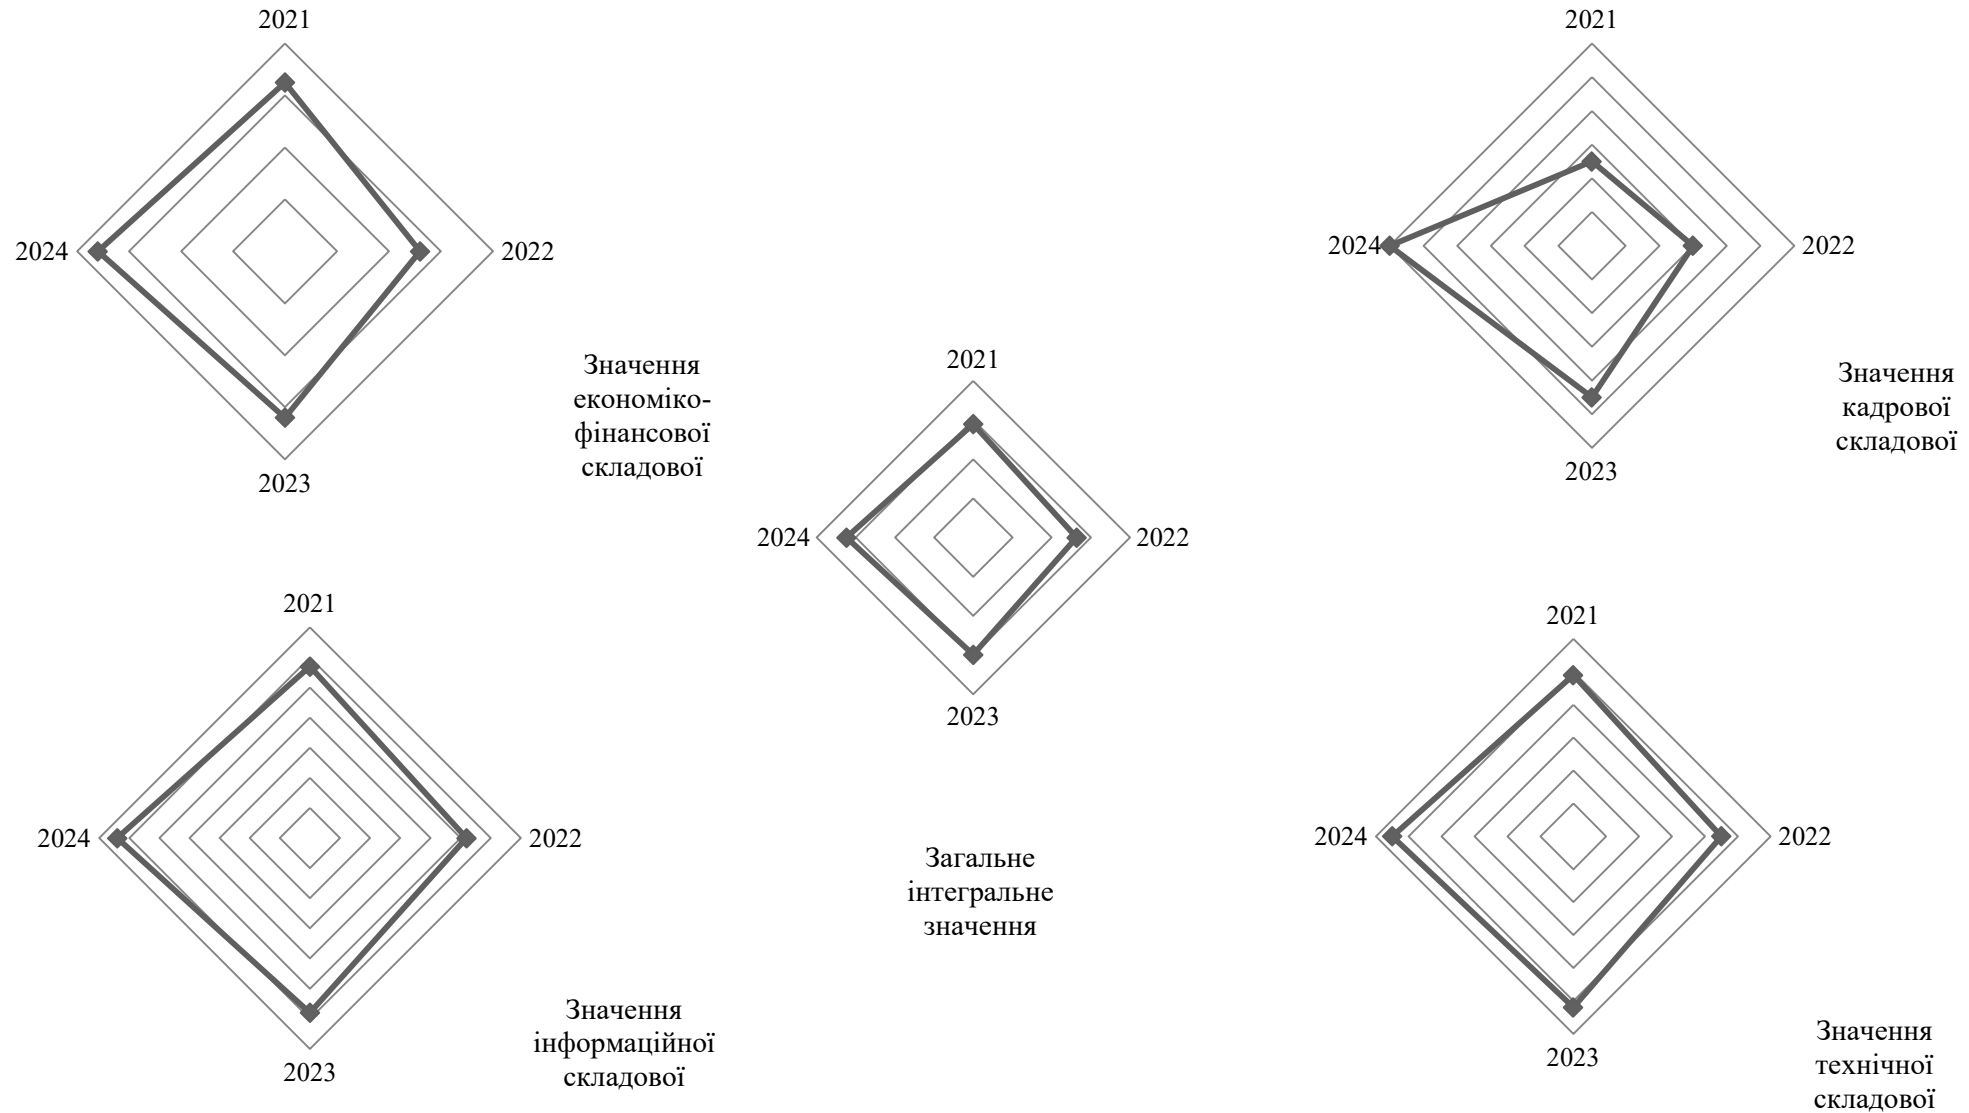 2021
2024
2022
2023
Значення
економіко-
фінансової
складової
2021
2024
2022
2023
Значення
кадрової
складової
2021
2024
2022
2023
Загальне
інтегральне
значення
2021
2024
2022
2023
Значення
інформаційної
складової
2021
2024
2022
2023
Значення
технічної
складової